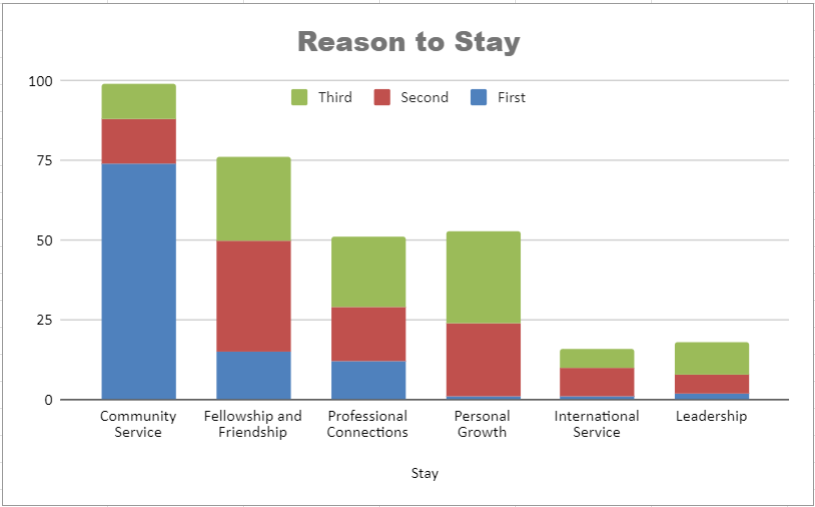 Reason to Stay
100
Third Second First
75
50
25
0
Community Fellowship and Professional Personal International Leadership
Service Friendship Connections Growth Service
Stay